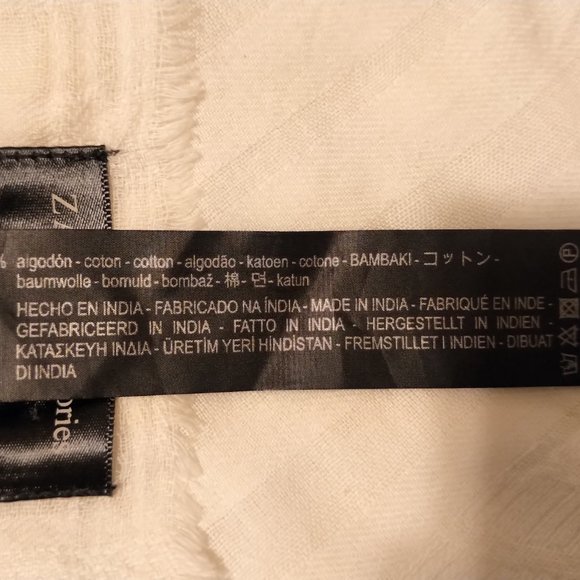 % algodón - coton - cotton - algodão - katoen - cotone - BAMBAKI - コットン -
baumwolle - bomuld - bombaž - 棉 - 면 - katun
HECHO EN INDIA - FABRICADO NA ÍNDIA - MADE IN INDIA - FABRIQUÉ EN INDE -
GEFABRICEERD IN INDIA - FATTO IN INDIA - HERGESTELLT IN INDIEN -
ΚΑΤΑΣΚΕΥΗ ΙΝΔΙΑ - ÜRETİM YERİ HİNDİSTAN - FREMSTILLET I INDIEN - DIBUAT
DI INDIA